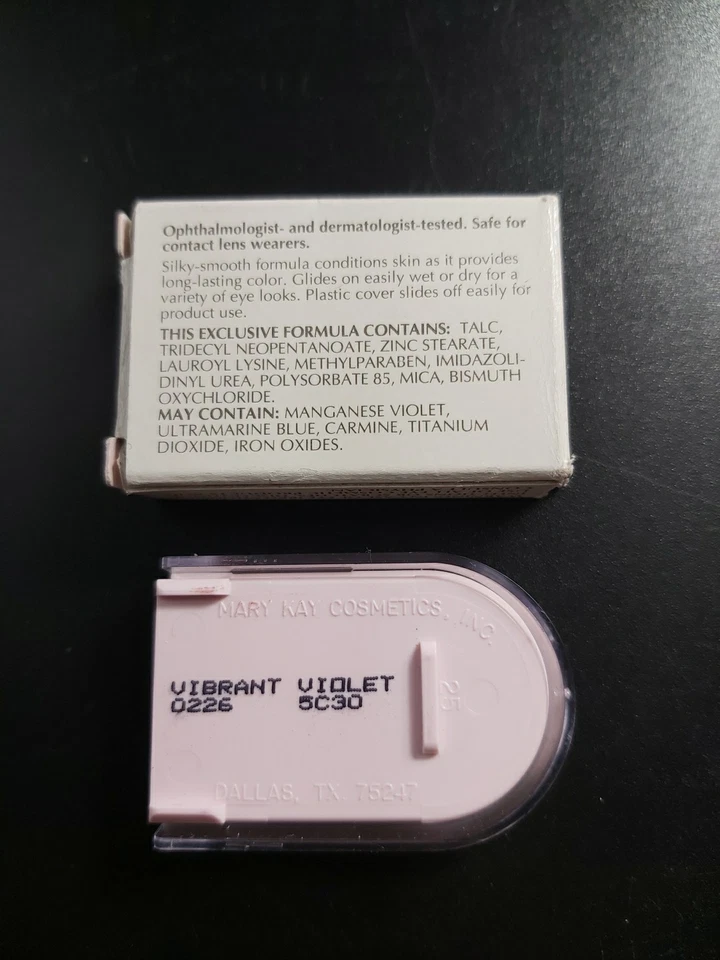 Ophthalmologist- and dermatologist-tested. Safe for
contact lens wearers.
Silky-smooth formula conditions skin as it provides
long-lasting color. Glides on easily wet or dry for a
variety of eye looks. Plastic cover slides off easily for
product use.
THIS EXCLUSIVE FORMULA CONTAINS: TALC,
TRIDECYL NEOPENTANOATE, ZINC STEARATE,
LAUROYL LYSINE, METHYLPARABEN, IMIDAZOLI-
DINYL UREA, POLYSORBATE 85, MICA, BISMUTH
OXYCHLORIDE.
MAY CONTAIN: MANGANESE VIOLET,
ULTRAMARINE BLUE, CARMINE, TITANIUM
DIOXIDE, IRON OXIDES.
MARY KAY COSMETICS, INC.
VIBRANT VIOLET
0226 5C30
25
DALLAS, TX 75247